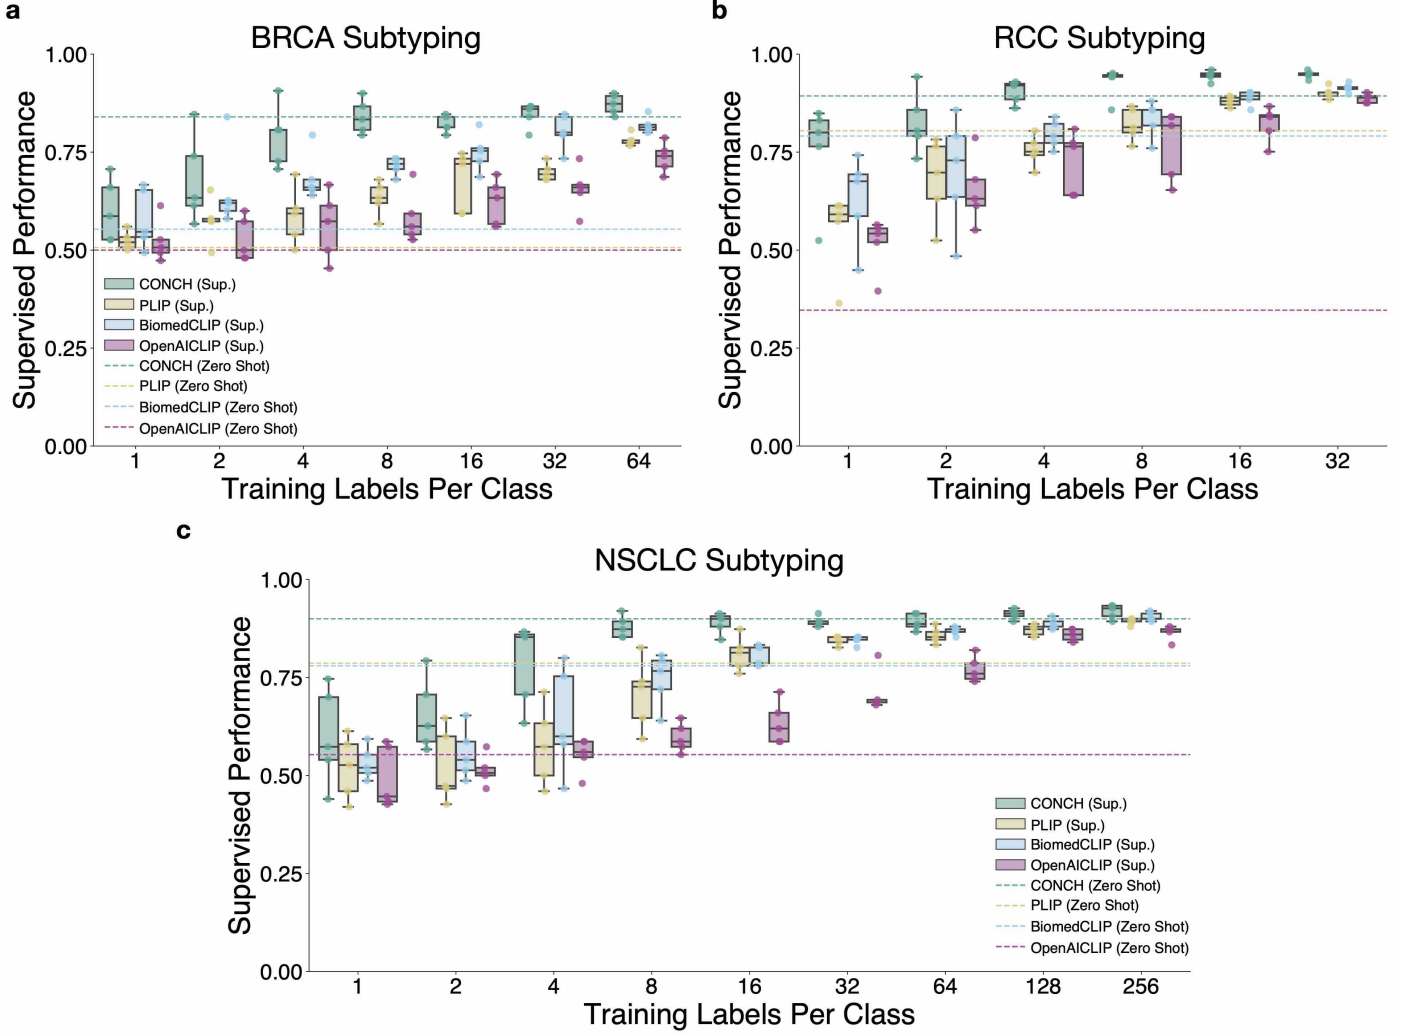 a
BRCA Subtyping
1.00
0.75
0.50
0.25
0.00
Supervised Performance
CONCH (Sup.)
PLIP (Sup.)
BiomedCLIP (Sup.)
OpenAICLIP (Sup.)
CONCH (Zero Shot)
PLIP (Zero Shot)
BiomedCLIP (Zero Shot)
OpenAICLIP (Zero Shot)
1 2 4 8 16 32 64
Training Labels Per Class
b
RCC Subtyping
1.00
0.75
0.50
0.25
0.00
Supervised Performance
1 2 4 8 16 32
Training Labels Per Class
c
NSCLC Subtyping
1.00
0.75
0.50
0.25
0.00
Supervised Performance
CONCH (Sup.)
PLIP (Sup.)
BiomedCLIP (Sup.)
OpenAICLIP (Sup.)
CONCH (Zero Shot)
PLIP (Zero Shot)
BiomedCLIP (Zero Shot)
OpenAICLIP (Zero Shot)
1 2 4 8 16 32 64 128 256
Training Labels Per Class